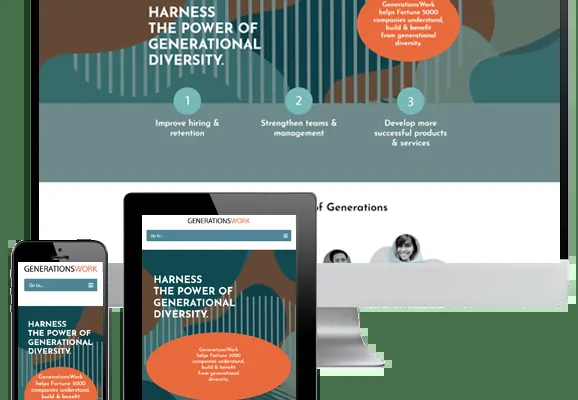 HARNESS
THE POWER OF
GENERATIONAL
DIVERSITY.
GenerationsWork
helps Fortune 5000
companies understand,
build & benefit
from generational
diversity.
1
Improve hiring &
retention
2
Strengthen teams &
management
3
Develop more
successful products
& services
of Generations
GENERATIONSWORK
Go to...
HARNESS
THE POWER OF
GENERATIONAL
DIVERSITY.
GenerationsWork
helps Fortune 5000
companies understand,
build & benefit
from generational
diversity.
GENERATIONSWORK
Go to...
HARNESS
THE POWER OF
GENERATIONAL
DIVERSITY.
GenerationsWork
helps Fortune 5000
companies understand,
build & benefit